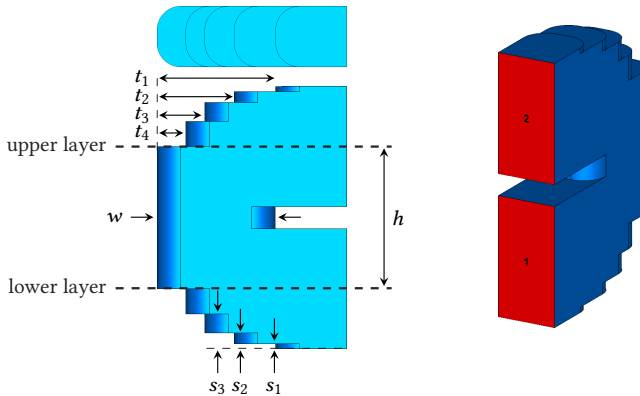 t₁
t₂
t₃
t₄
upper layer
w
h
lower layer
s₃ s₂ s₁
2
1